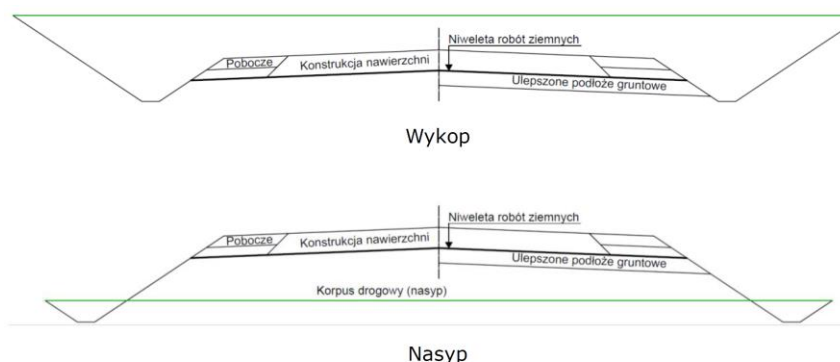 Niweleta robót ziemnych
Pobocze
Konstrukcja nawierzchni
Ulepszone podłoże gruntowe
Wykop
Niweleta robót ziemnych
Pobocze
Konstrukcja nawierzchni
Ulepszone podłoże gruntowe
Korpus drogowy (nasyp)
Nasyp